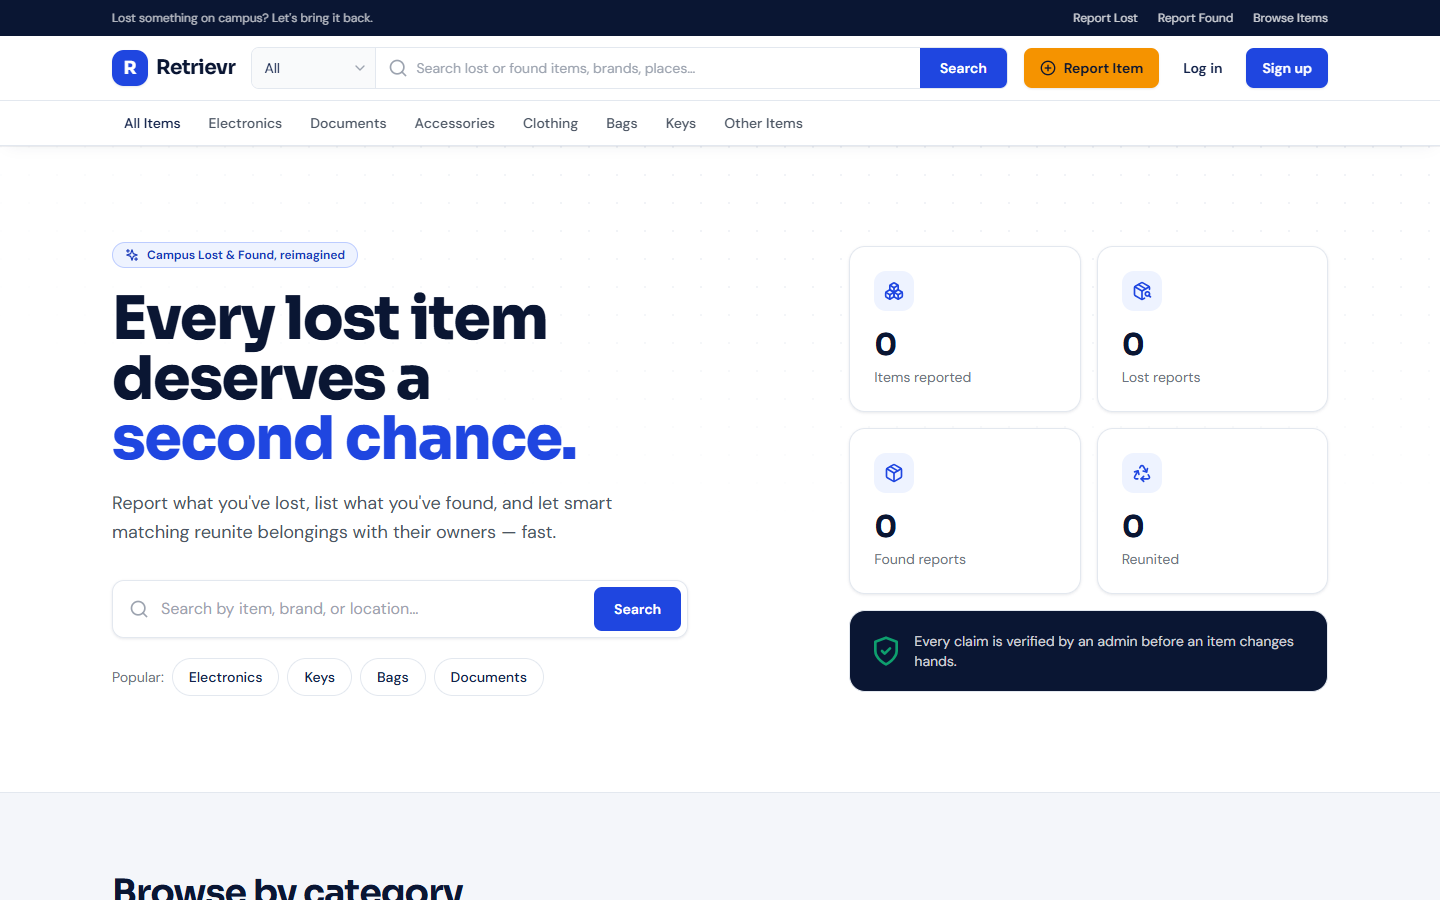 Lost something on campus? Let's bring it back.
Report Lost
Report Found
Browse Items
R
Retrievr
All
Search lost or found items, brands, places...
Search
Report Item
Log in
Sign up
All Items
Electronics
Documents
Accessories
Clothing
Bags
Keys
Other Items
Campus Lost & Found, reimagined
Every lost item
deserves a
second chance.
Report what you've lost, list what you've found, and let smart
matching reunite belongings with their owners — fast.
Search by item, brand, or location...
Search
Popular:
Electronics
Keys
Bags
Documents
0
Items reported
0
Lost reports
0
Found reports
0
Reunited
Every claim is verified by an admin before an item changes
hands.
Browse by category